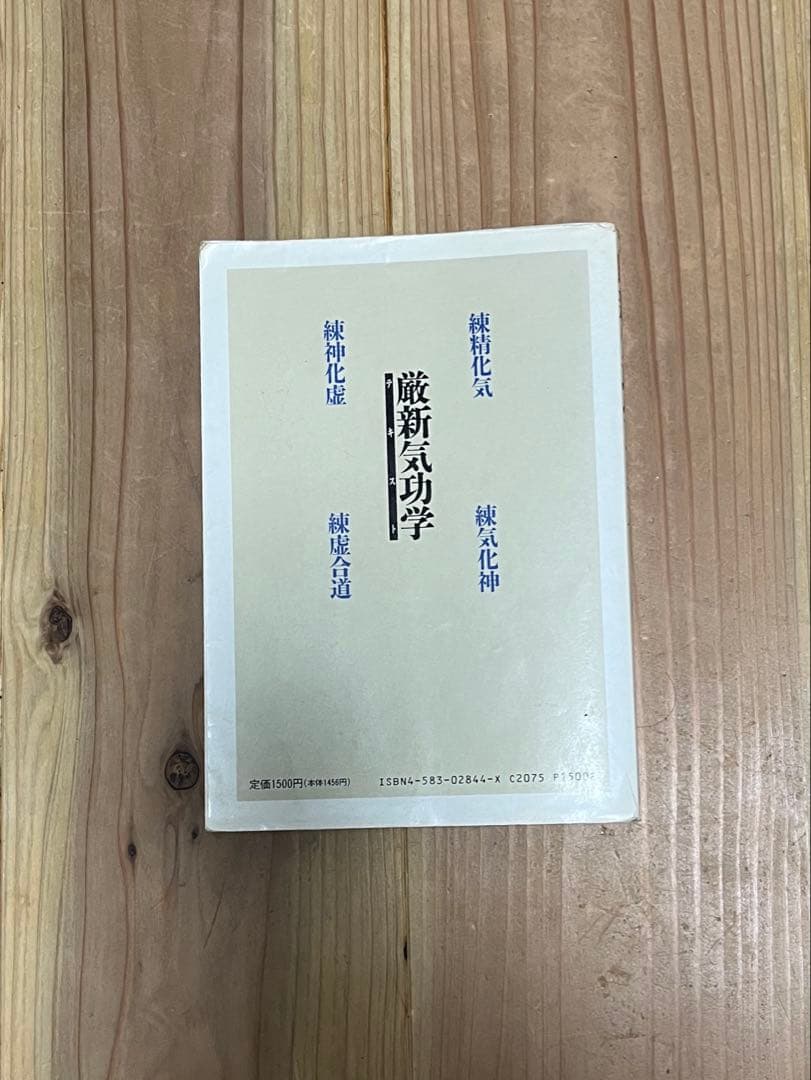 練精化気
練気化神
厳新気功学
テキスト
練神化虚
練虚合道
定価1500円(本体1456円)
ISBN4-583-02844-X C2075 P1500E